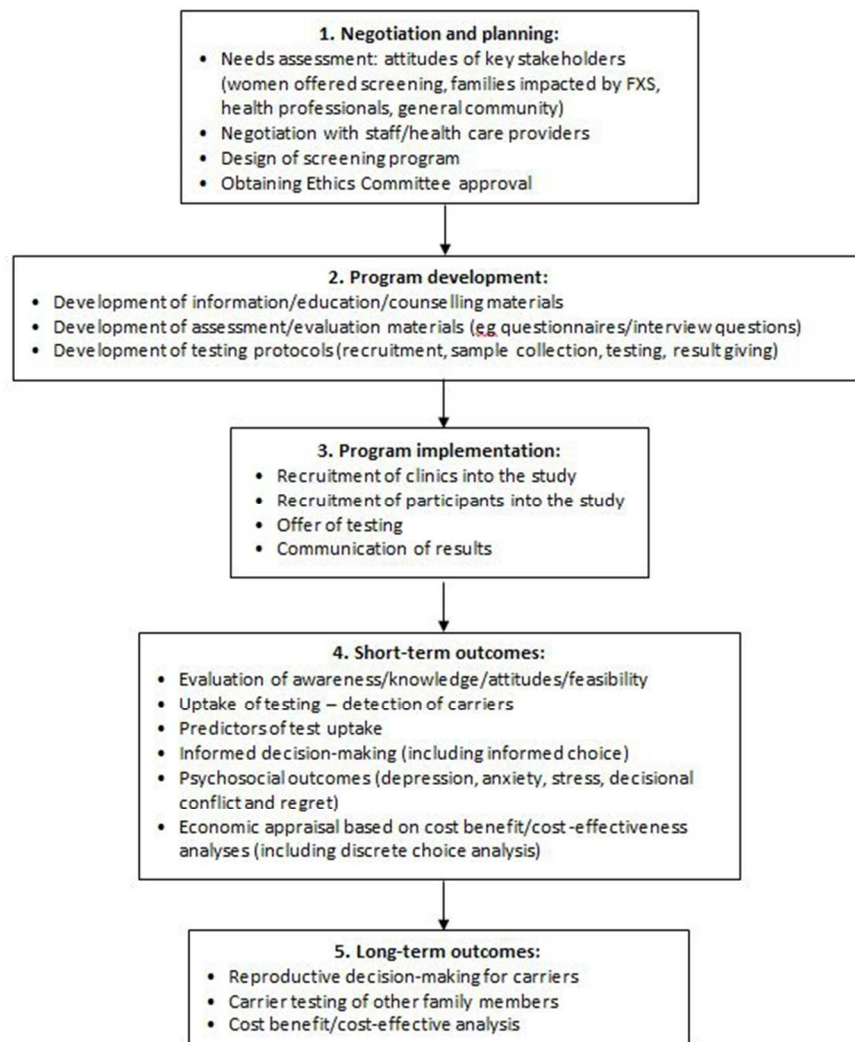 1. Negotiation and planning:
• Needs assessment: attitudes of key stakeholders
(women offered screening, families impacted by FXS,
health professionals, general community)
• Negotiation with staff/health care providers
• Design of screening program
• Obtaining Ethics Committee approval
2. Program development:
• Development of information/education/counselling materials
• Development of assessment/evaluation materials (eg questionnaires/interview questions)
• Development of testing protocols (recruitment, sample collection, testing, result giving)
3. Program implementation:
• Recruitment of clinics into the study
• Recruitment of participants into the study
• Offer of testing
• Communication of results
4. Short-term outcomes:
• Evaluation of awareness/knowledge/attitudes/feasibility
• Uptake of testing – detection of carriers
• Predictors of test uptake
• Informed decision-making (including informed choice)
• Psychosocial outcomes (depression, anxiety, stress, decisional
conflict and regret)
• Economic appraisal based on cost benefit/cost-effectiveness
analyses (including discrete choice analysis)
5. Long-term outcomes:
• Reproductive decision-making for carriers
• Carrier testing of other family members
• Cost benefit/cost-effective analysis